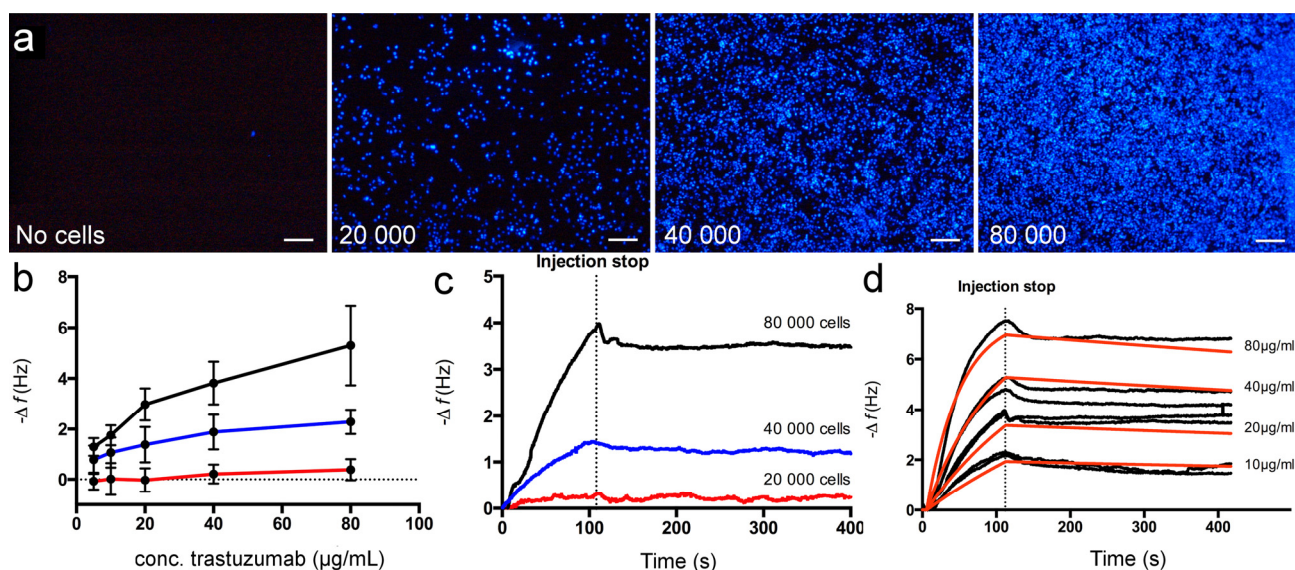 a
No cells
20 000
40 000
80 000
b
-Δ f (Hz)
8
6
4
2
0
0
20
40
60
80
100
conc. trastuzumab (µg/mL)
c
Injection stop
-Δ f (Hz)
5
4
3
2
1
0
80 000 cells
40 000 cells
20 000 cells
0
100
200
300
400
Time (s)
d
Injection stop
-Δ f (Hz)
8
6
4
2
0
80µg/ml
40µg/ml
20µg/ml
10µg/ml
0
100
200
300
400
Time (s)